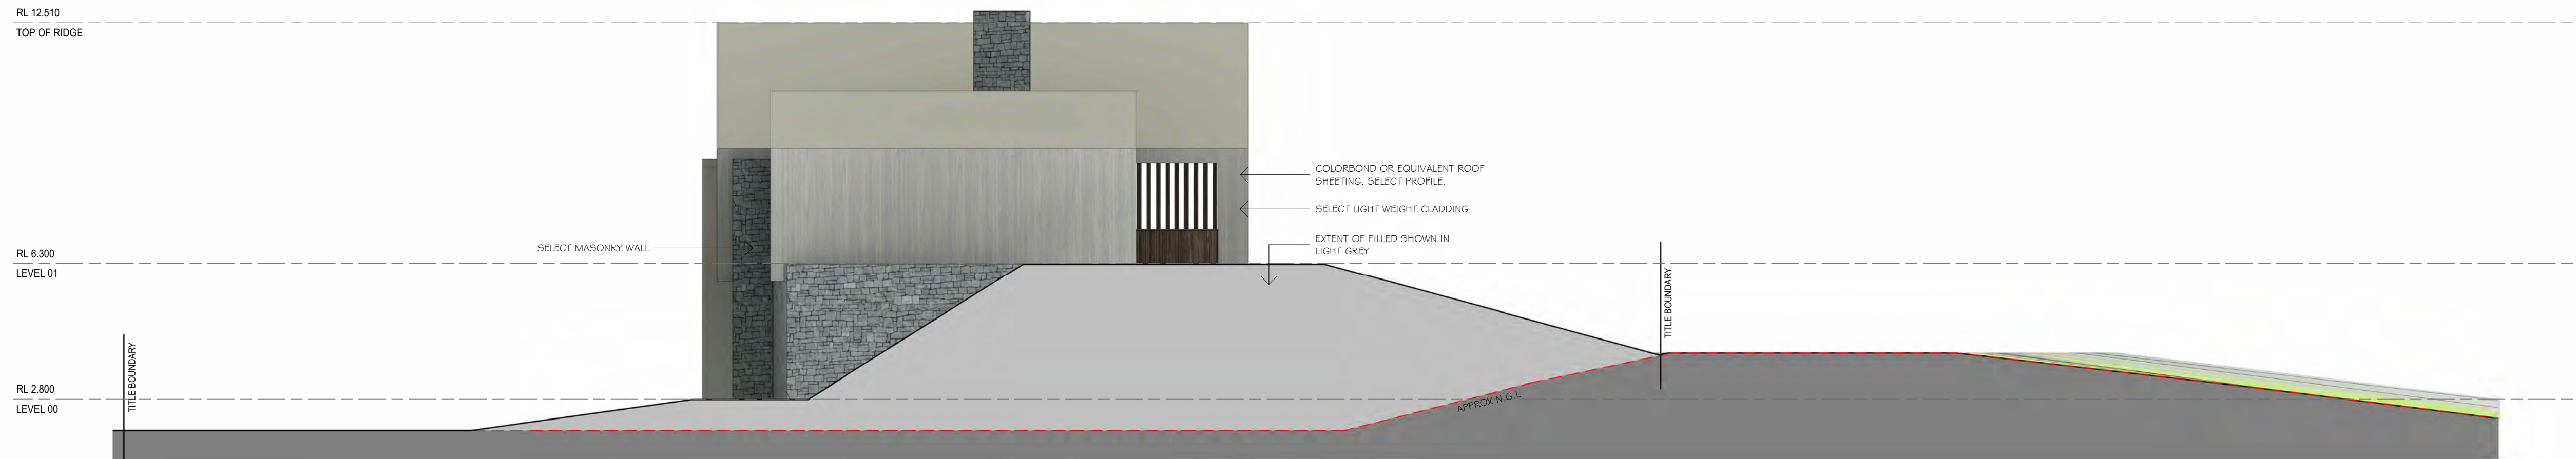 RL 12.510
TOP OF RIDGE
COLORBOND OR EQUIVALENT ROOF
SHEETING. SELECT PROFILE.
SELECT LIGHT WEIGHT CLADDING
SELECT MASONRY WALL
EXTENT OF FILLED SHOWN IN
LIGHT GREY
RL 6.300
LEVEL 01
TITLE BOUNDARY
TITLE BOUNDARY
RL 2.800
LEVEL 00
APPROX N.G.L